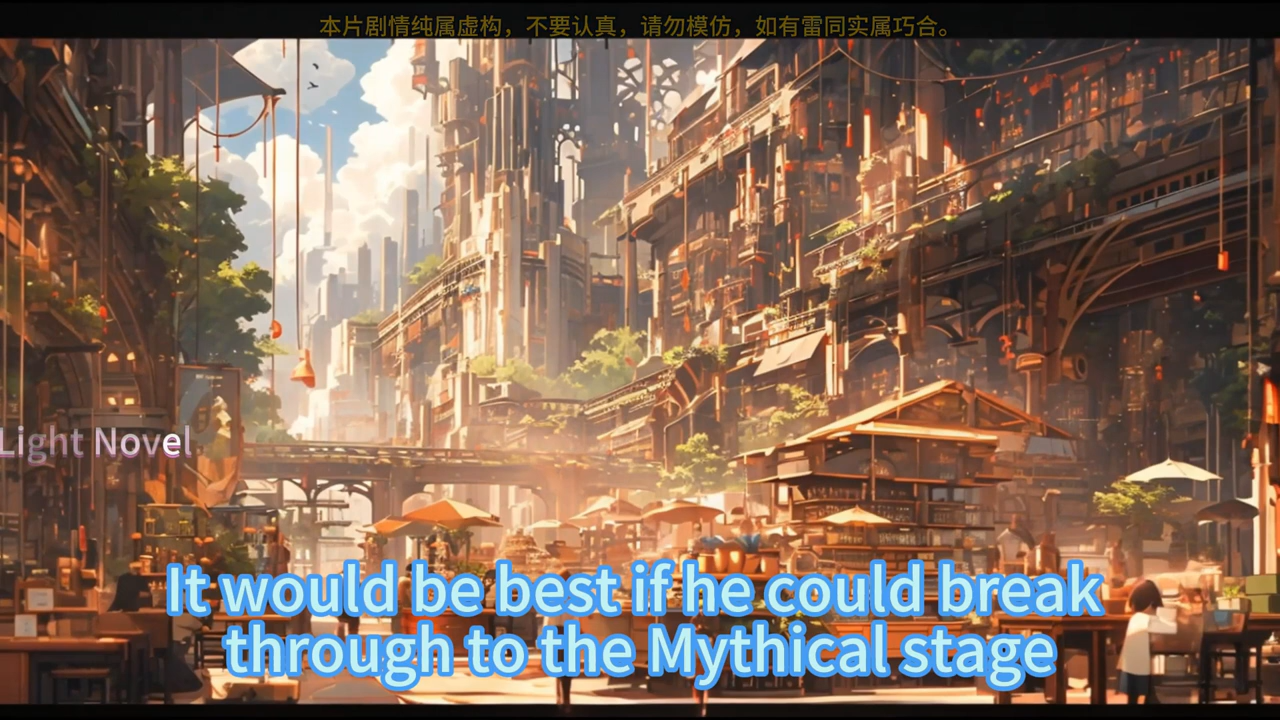 本片剧情纯属虚构，不要认真，请勿模仿，如有雷同实属巧合。
Light Novel
It would be best if he could break
through to the Mythical stage